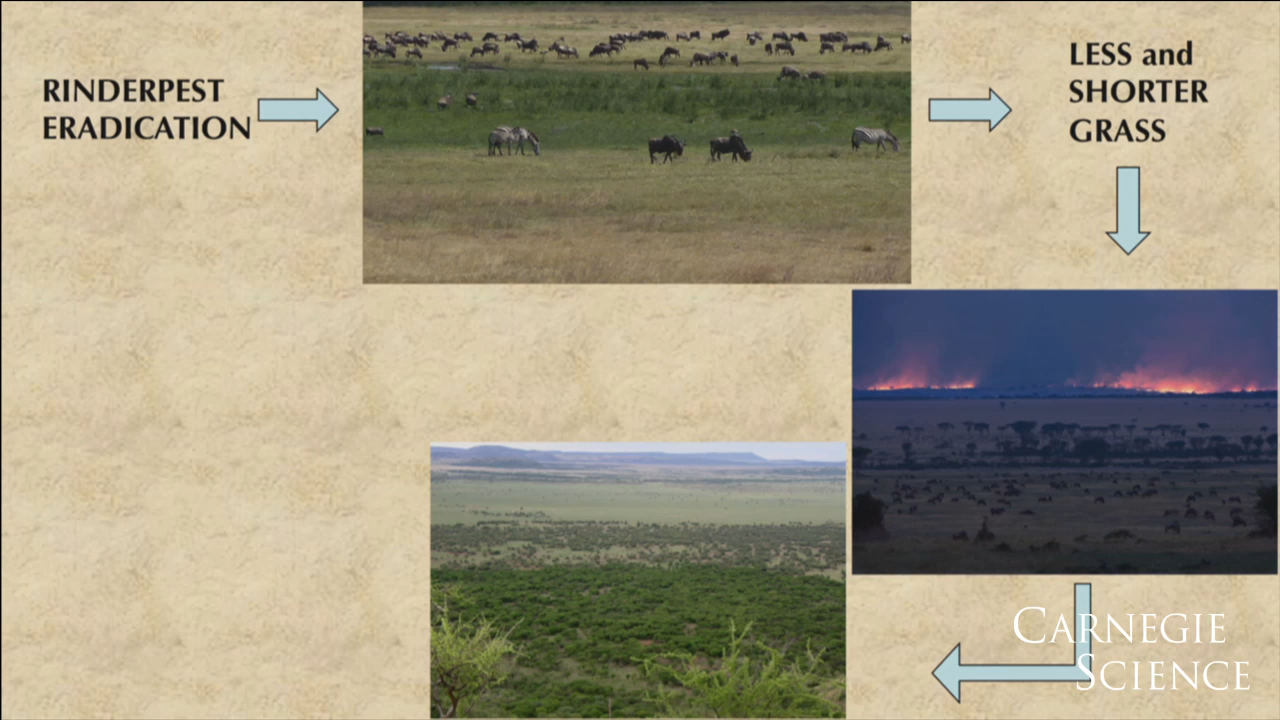 RINDERPEST
ERADICATION
LESS and
SHORTER
GRASS
CARNEGIE
SCIENCE